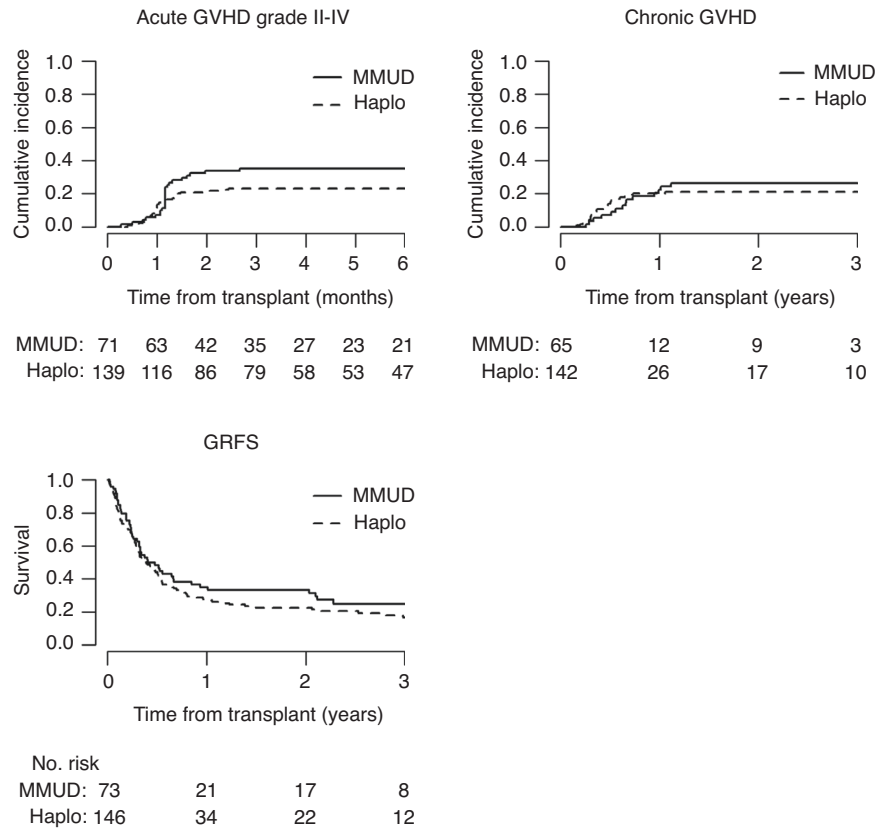 Acute GVHD grade II-IV
Cumulative incidence
1.0
0.8
0.6
0.4
0.2
0.0
MMUD
Haplo
0 1 2 3 4 5 6
Time from transplant (months)
MMUD: 71 63 42 35 27 23 21
Haplo: 139 116 86 79 58 53 47
Chronic GVHD
Cumulative incidence
1.0
0.8
0.6
0.4
0.2
0.0
MMUD
Haplo
0 1 2 3
Time from transplant (years)
MMUD: 65 12 9 3
Haplo: 142 26 17 10
GRFS
Survival
1.0
0.8
0.6
0.4
0.2
0.0
MMUD
Haplo
0 1 2 3
Time from transplant (years)
No. risk
MMUD: 73 21 17 8
Haplo: 146 34 22 12